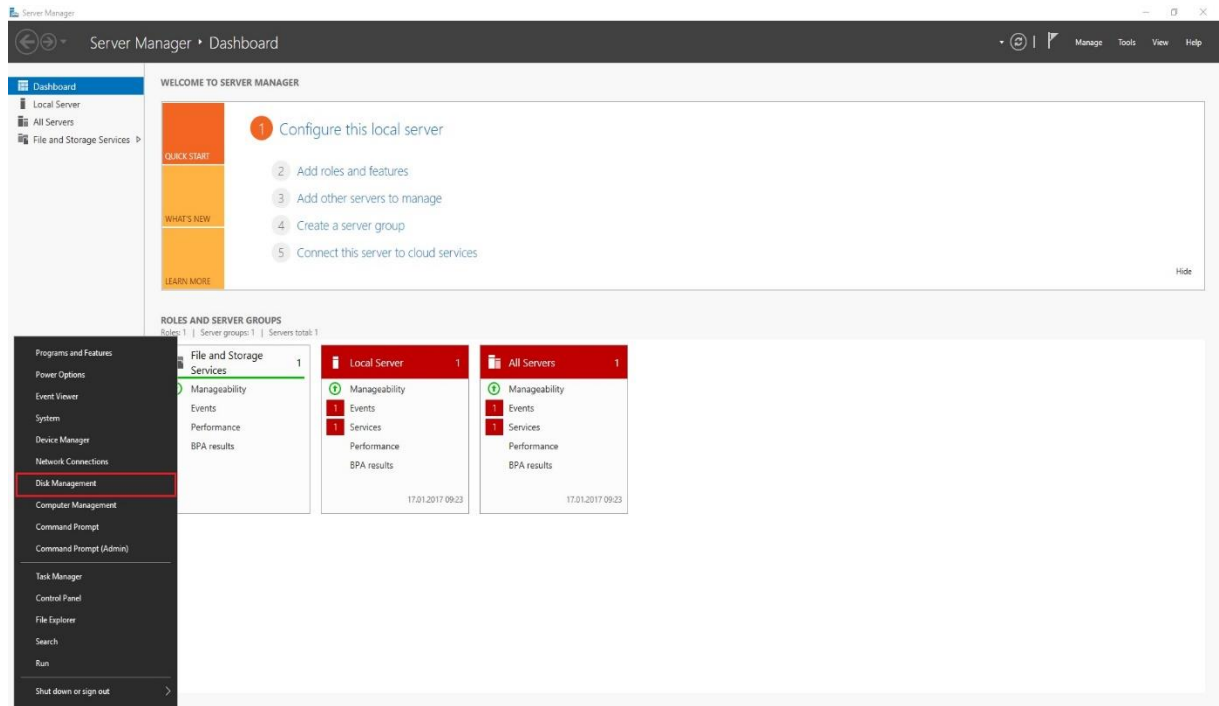 Server Manager
Server Manager • Dashboard
Manage Tools View Help
Dashboard
Local Server
All Servers
File and Storage Services
WELCOME TO SERVER MANAGER
QUICK START
WHAT'S NEW
LEARN MORE
1 Configure this local server
2 Add roles and features
3 Add other servers to manage
4 Create a server group
5 Connect this server to cloud services
Hide
ROLES AND SERVER GROUPS
Roles: 1 | Server groups: 1 | Servers total: 1
File and Storage
Services 1
Manageability
Events
Performance
BPA results
Local Server 1
Manageability
1 Events
1 Services
Performance
BPA results
17.01.2017 09:23
All Servers 1
Manageability
1 Events
1 Services
Performance
BPA results
17.01.2017 09:23
Programs and Features
Power Options
Event Viewer
System
Device Manager
Network Connections
Disk Management
Computer Management
Command Prompt
Command Prompt (Admin)
Task Manager
Control Panel
File Explorer
Search
Run
Shut down or sign out